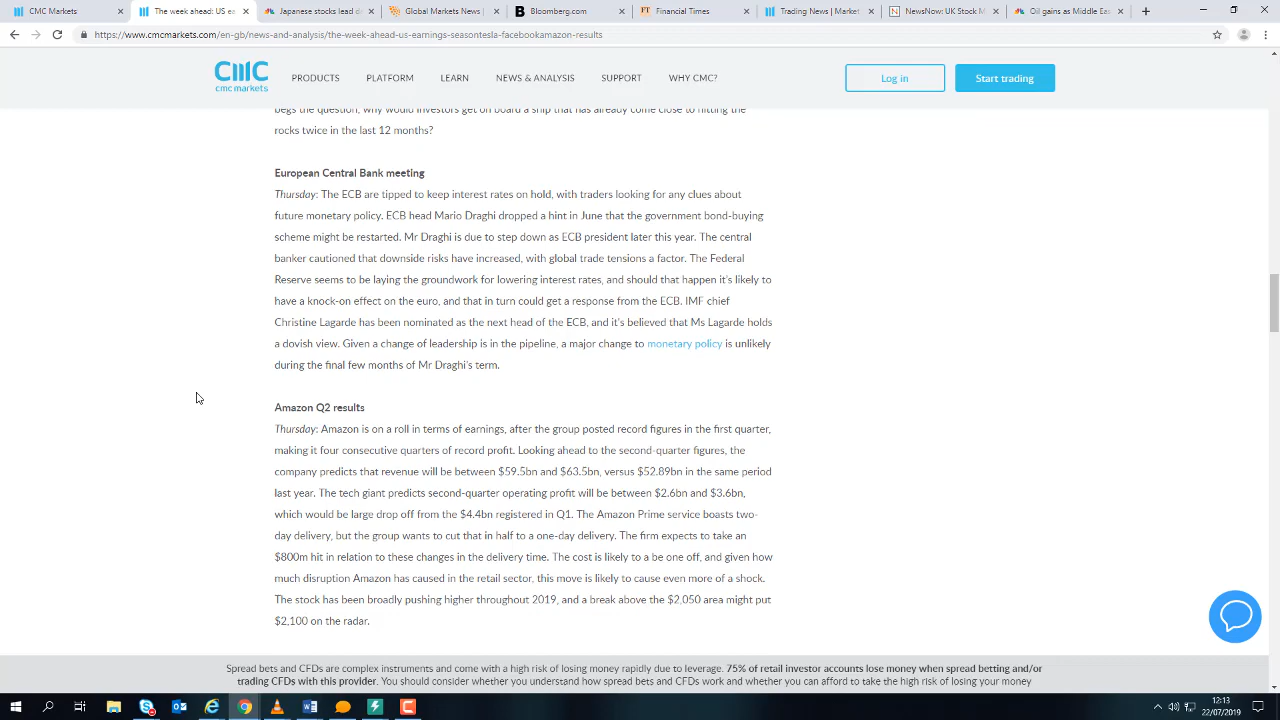 CMC Markets
The week ahead: US ea
Japanese stocks lead d
Global Markets News |
Bloomberg.com
Financial Times
Trading News | Market
NewsNow: UK Stock M
Oil gains as Middle Eas
https://www.cmcmarkets.com/en-gb/news-and-analysis/the-week-ahead-us-earnings-seasontesla-facebookamazon-results
CMC
cmc markets
PRODUCTS
PLATFORM
LEARN
NEWS & ANALYSIS
SUPPORT
WHY CMC?
Log in
Start trading
begs the question, why would investors get on board a ship that has already come close to hitting the
rocks twice in the last 12 months?
European Central Bank meeting
Thursday: The ECB are tipped to keep interest rates on hold, with traders looking for any clues about
future monetary policy. ECB head Mario Draghi dropped a hint in June that the government bond-buying
scheme might be restarted. Mr Draghi is due to step down as ECB president later this year. The central
banker cautioned that downside risks have increased, with global trade tensions a factor. The Federal
Reserve seems to be laying the groundwork for lowering interest rates, and should that happen it's likely to
have a knock-on effect on the euro, and that in turn could get a response from the ECB. IMF chief
Christine Lagarde has been nominated as the next head of the ECB, and it's believed that Ms Lagarde holds
a dovish view. Given a change of leadership is in the pipeline, a major change to monetary policy is unlikely
during the final few months of Mr Draghi's term.
Amazon Q2 results
Thursday: Amazon is on a roll in terms of earnings, after the group posted record figures in the first quarter,
making it four consecutive quarters of record profit. Looking ahead to the second-quarter figures, the
company predicts that revenue will be between $59.5bn and $63.5bn, versus $52.89bn in the same period
last year. The tech giant predicts second-quarter operating profit will be between $2.6bn and $3.6bn,
which would be large drop off from the $4.4bn registered in Q1. The Amazon Prime service boasts two-
day delivery, but the group wants to cut that in half to a one-day delivery. The firm expects to take an
$800m hit in relation to these changes in the delivery time. The cost is likely to a be one off, and given how
much disruption Amazon has caused in the retail sector, this move is likely to cause even more of a shock.
The stock has been broadly pushing higher throughout 2019, and a break above the $2,050 area might put
$2,100 on the radar.
Spread bets and CFDs are complex instruments and come with a high risk of losing money rapidly due to leverage. 75% of retail investor accounts lose money when spread betting and/or
trading CFDs with this provider. You should consider whether you understand how spread bets and CFDs work and whether you can afford to take the high risk of losing your money
12:13
22/07/2019